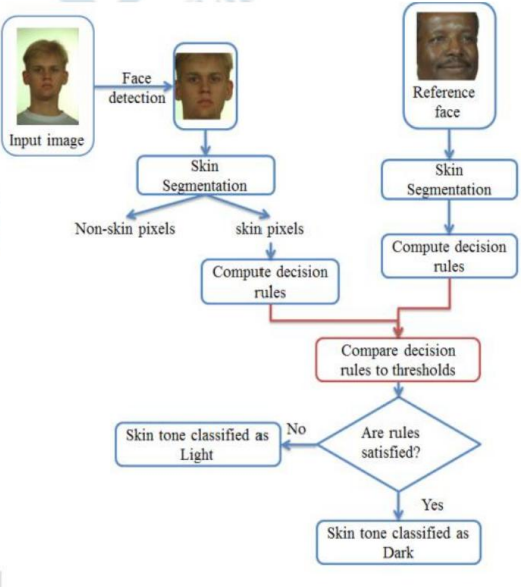 Input image
Face
detection
Reference
face
Skin
Segmentation
Skin
Segmentation
Non-skin pixels
skin pixels
Compute decision
rules
Compute decision
rules
Compare decision
rules to thresholds
Are rules
satisfied?
No
Skin tone classified as
Light
Yes
Skin tone classified as
Dark